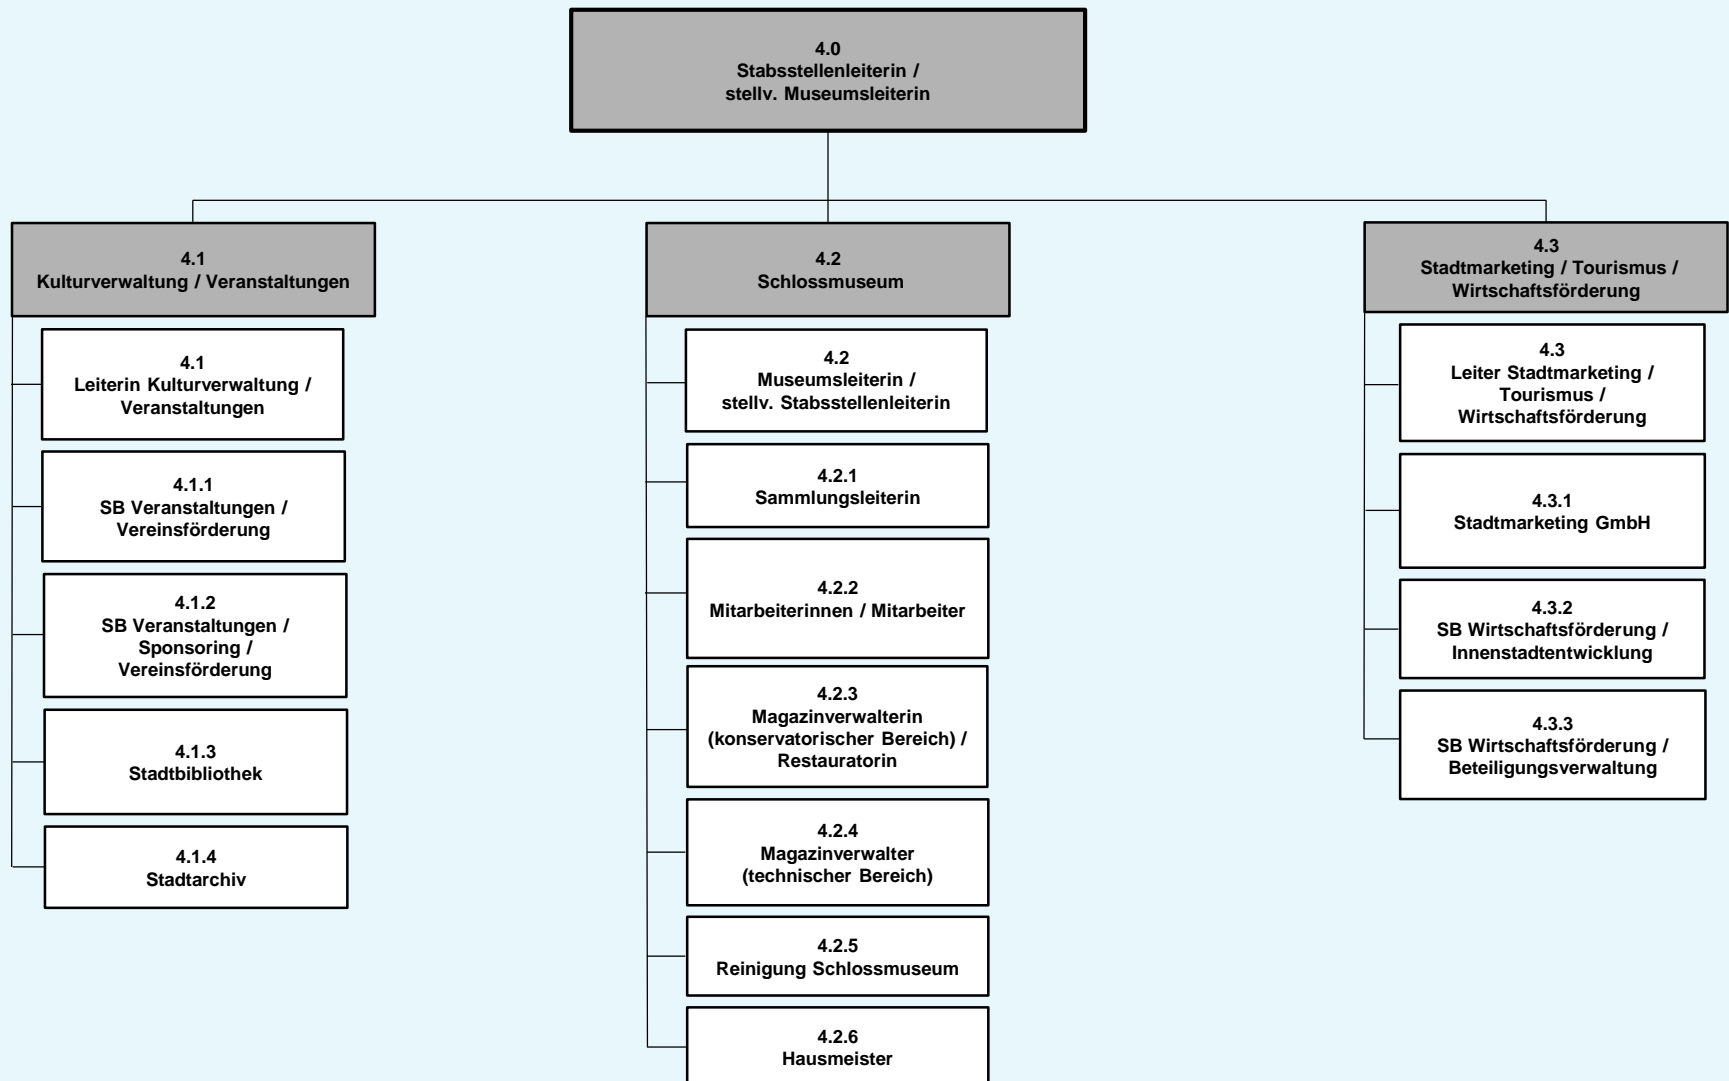 4.0
Stabsstellenleiterin /
stellv. Museumsleiterin
4.1
Kulturverwaltung / Veranstaltungen
4.1
Leiterin Kulturverwaltung /
Veranstaltungen
4.1.1
SB Veranstaltungen /
Vereinsförderung
4.1.2
SB Veranstaltungen /
Sponsoring /
Vereinsförderung
4.1.3
Stadtbibliothek
4.1.4
Stadtarchiv
4.2
Schlossmuseum
4.2
Museumsleiterin /
stellv. Stabsstellenleiterin
4.2.1
Sammlungsleiterin
4.2.2
Mitarbeiterinnen / Mitarbeiter
4.2.3
Magazinverwalterin
(konservatorischer Bereich) /
Restauratorin
4.2.4
Magazinverwalter
(technischer Bereich)
4.2.5
Reinigung Schlossmuseum
4.2.6
Hausmeister
4.3
Stadtmarketing / Tourismus /
Wirtschaftsförderung
4.3
Leiter Stadtmarketing /
Tourismus /
Wirtschaftsförderung
4.3.1
Stadtmarketing GmbH
4.3.2
SB Wirtschaftsförderung /
Innenstadtentwicklung
4.3.3
SB Wirtschaftsförderung /
Beteiligungsverwaltung